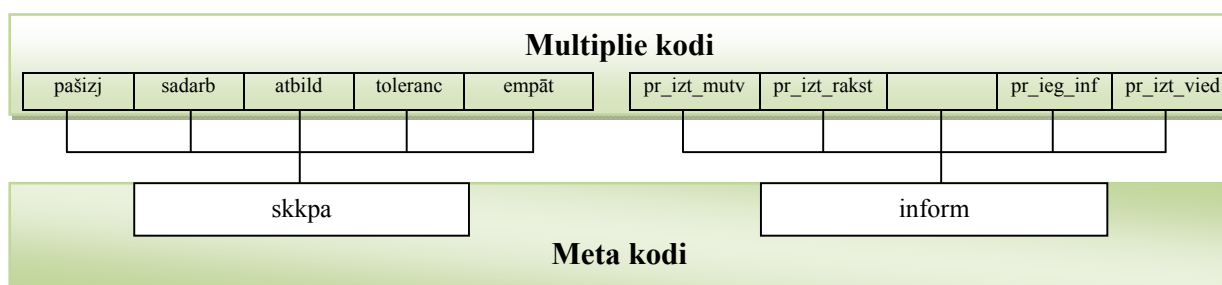 Multiplie kodi
pašizj sadarb atbild toleranc empāt pr_izt_mutv pr_izt_rakst pr_ieg_inf pr_izt_vied
skkpa inform
Meta kodi